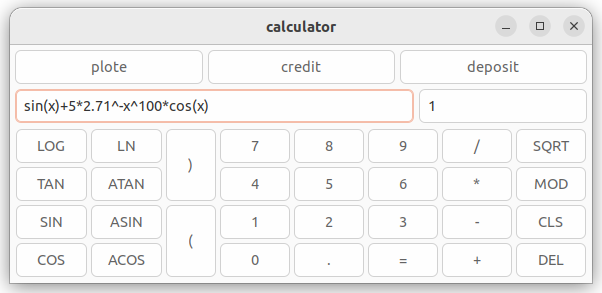 calculator
plote credit deposit
sin(x)+5*2.71^-x^100*cos(x) 1
LOG LN ) 7 8 9 / SQRT
TAN ATAN 4 5 6 * MOD
SIN ASIN ( 1 2 3 - CLS
COS ACOS 0 . = + DEL